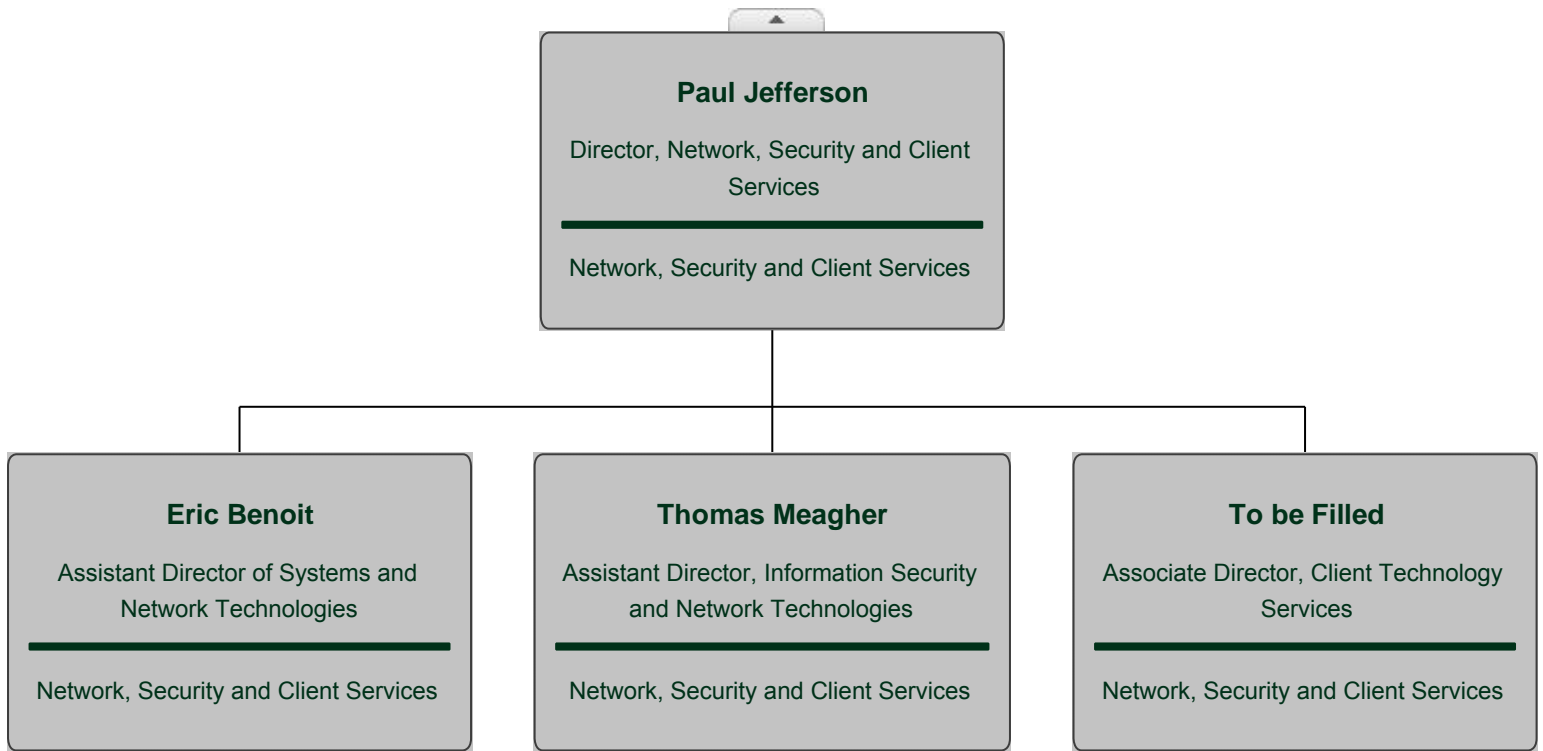 Paul Jefferson
Director, Network, Security and Client
Services
Network, Security and Client Services
Eric Benoit
Assistant Director of Systems and
Network Technologies
Network, Security and Client Services
Thomas Meagher
Assistant Director, Information Security
and Network Technologies
Network, Security and Client Services
To be Filled
Associate Director, Client Technology
Services
Network, Security and Client Services